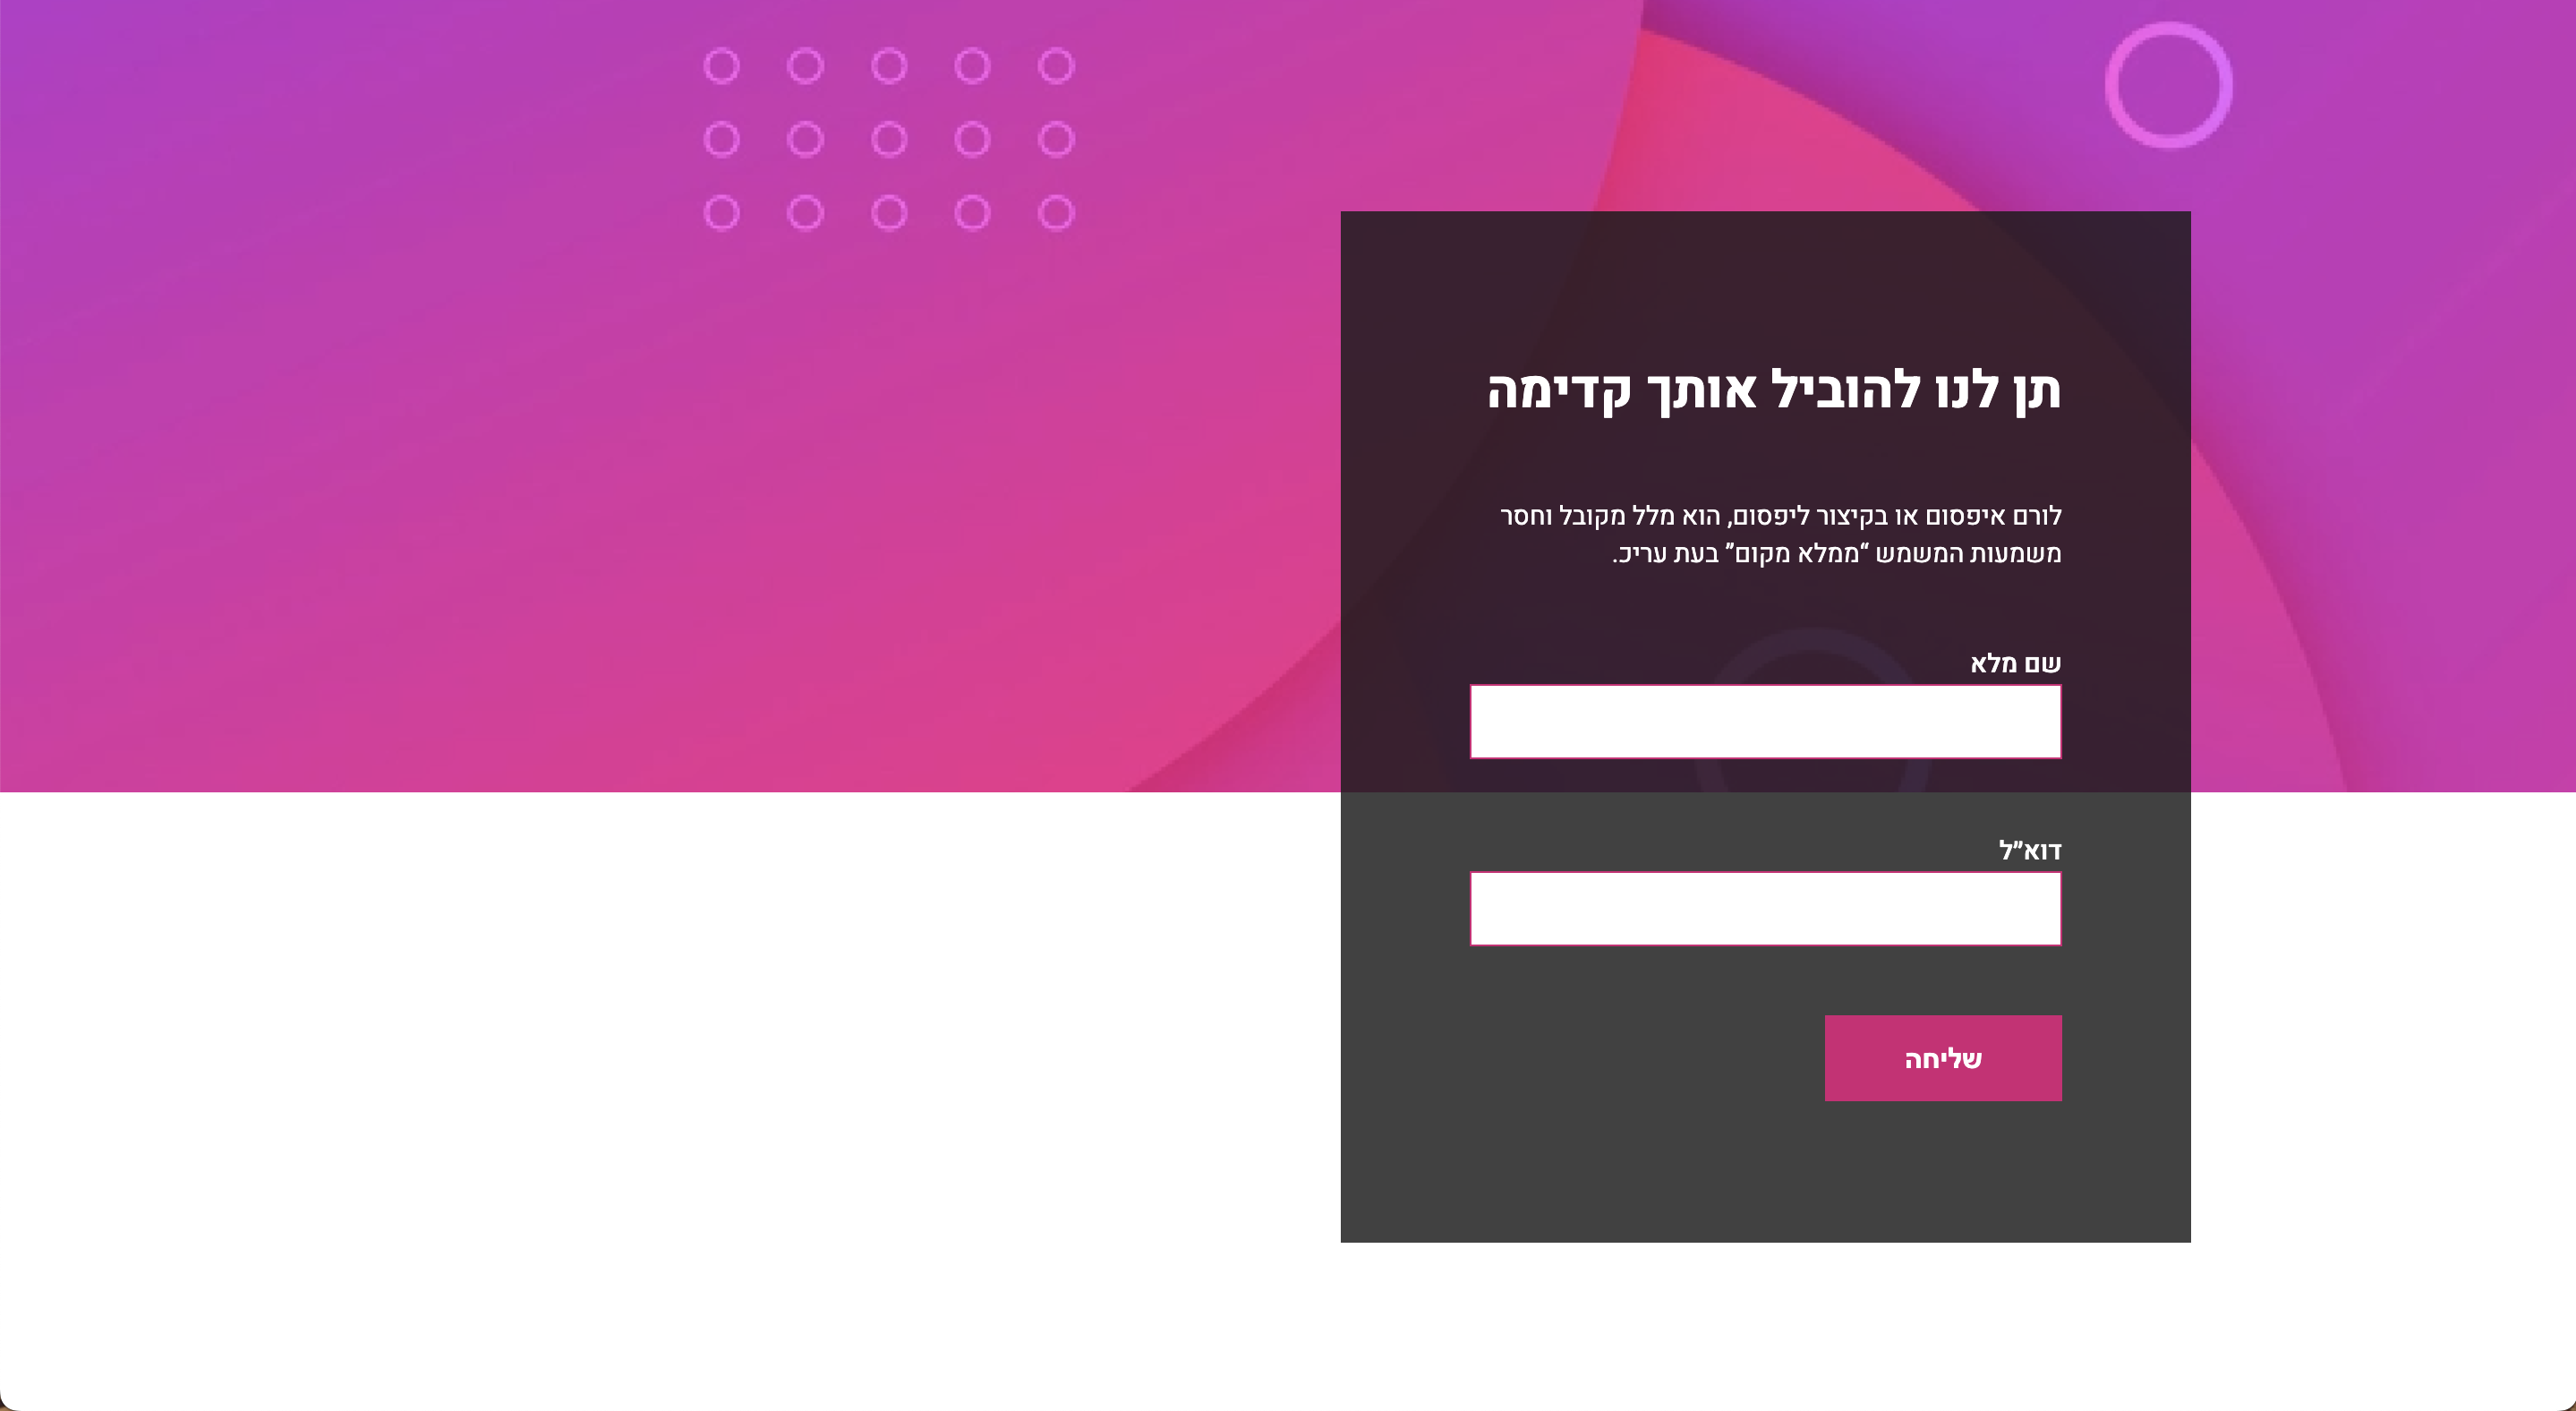 תן לנו להוביל אותך קדימה
לורם איפסום או בקיצור ליפסום, הוא מלל מקובל וחסר
משמעות המשמש “ממלא מקום” בעת עריכ.
שם מלא
דוא”ל
שליחה